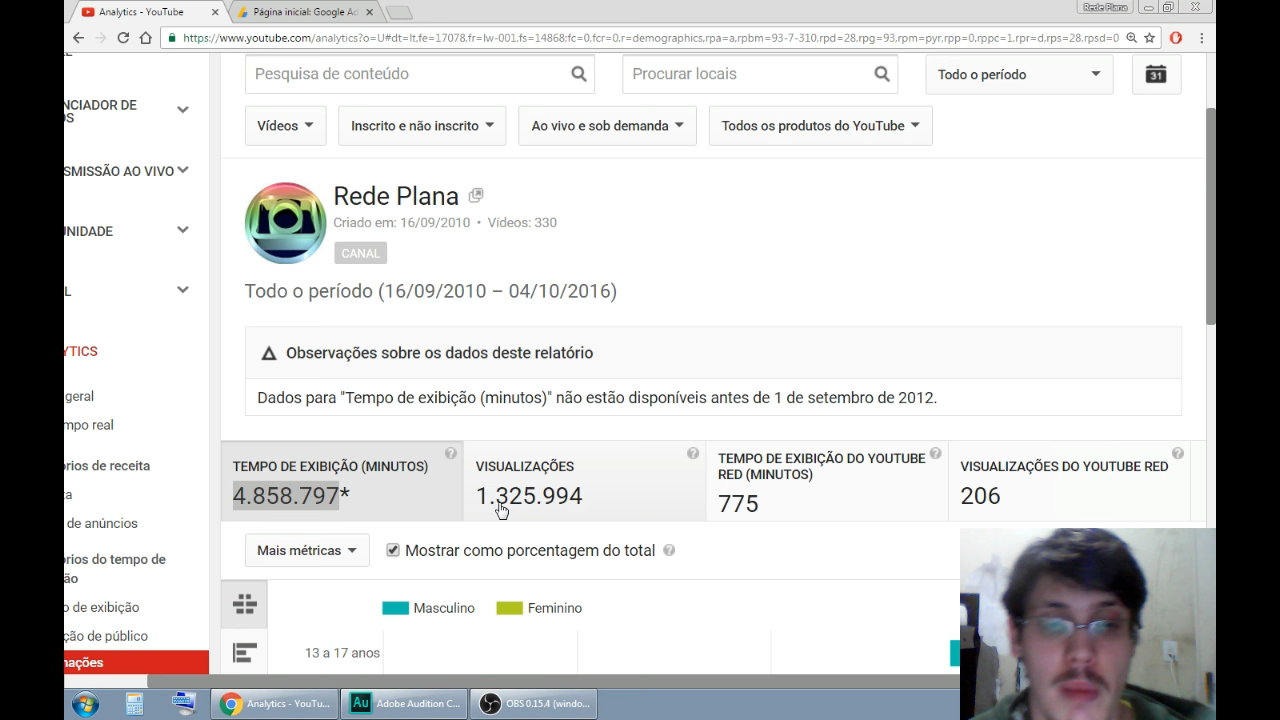 Analytics - YouTube
Página inicial: Google Ad
Rede Plana
https://www.youtube.com/analytics?o=U#dt=lt,fe=17078,fr=lw-001,fs=14868;fc=0,fcr=0,r=demographics,rpa=a,rpbm=93-7-310,rpd=28,rpg=93,rpm=pyr,rpp=0,rppc=1,rpr=d,rps=28,rpsd=0
Pesquisa de conteúdo
Procurar locais
Todo o período
31
NCIADOR DE
OS
Vídeos
Inscrito e não inscrito
Ao vivo e sob demanda
Todos os produtos do YouTube
SMISSÃO AO VIVO
Rede Plana
Criado em: 16/09/2010 • Vídeos: 330
CANAL
UNIDADE
L
Todo o período (16/09/2010 – 04/10/2016)
YTICS
Observações sobre os dados deste relatório
geral
Dados para "Tempo de exibição (minutos)" não estão disponíveis antes de 1 de setembro de 2012.
mpo real
órios de receita
ta
de anúncios
TEMPO DE EXIBIÇÃO (MINUTOS)
4.858.797*
VISUALIZAÇÕES
1.325.994
TEMPO DE EXIBIÇÃO DO YOUTUBE
RED (MINUTOS)
775
VISUALIZAÇÕES DO YOUTUBE RED
206
órios do tempo de
ão
Mais métricas
Mostrar como porcentagem do total
o de exibição
ção de público
mações
Masculino
Feminino
13 a 17 anos
Analytics - YouTu...
Au
Adobe Audition C...
OBS 0.15.4 (windo...